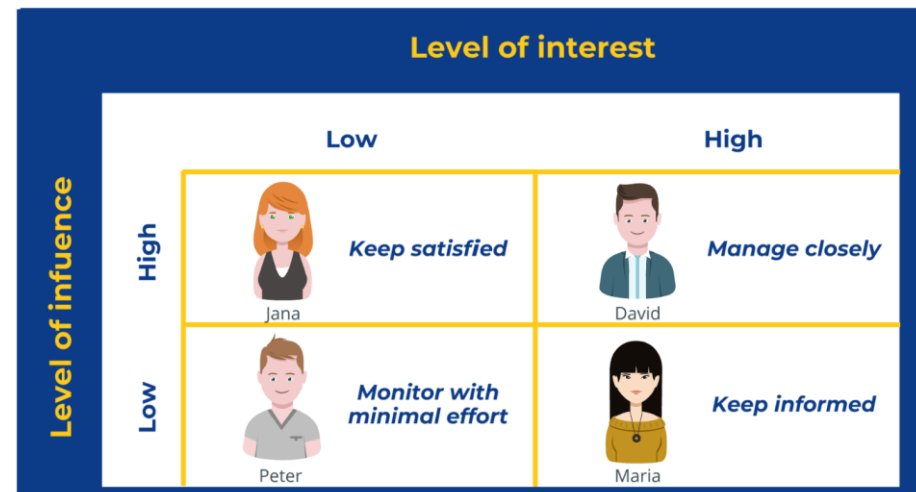 Level of interest
Low
High
Level of infuence
High
Keep satisfied
Jana
Manage closely
David
Low
Monitor with
minimal effort
Peter
Keep informed
Maria